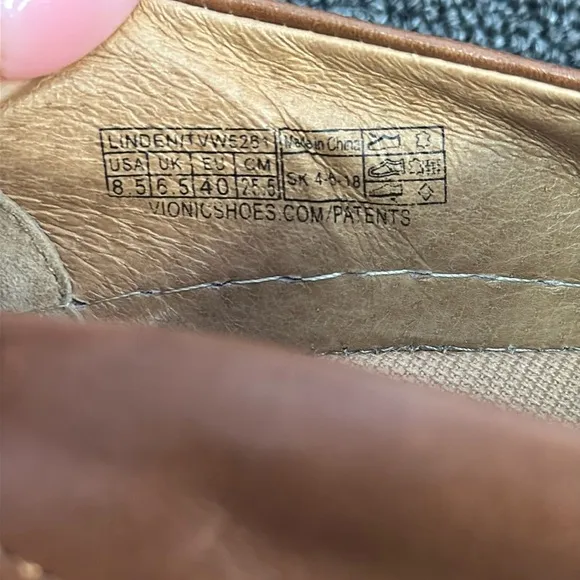 LINDEN/TVW5281 Made in China
USA UK EU CM
8.5 6.5 40 25.5 SK 4-6-18
VIONICSHOES.COM/PATENTS